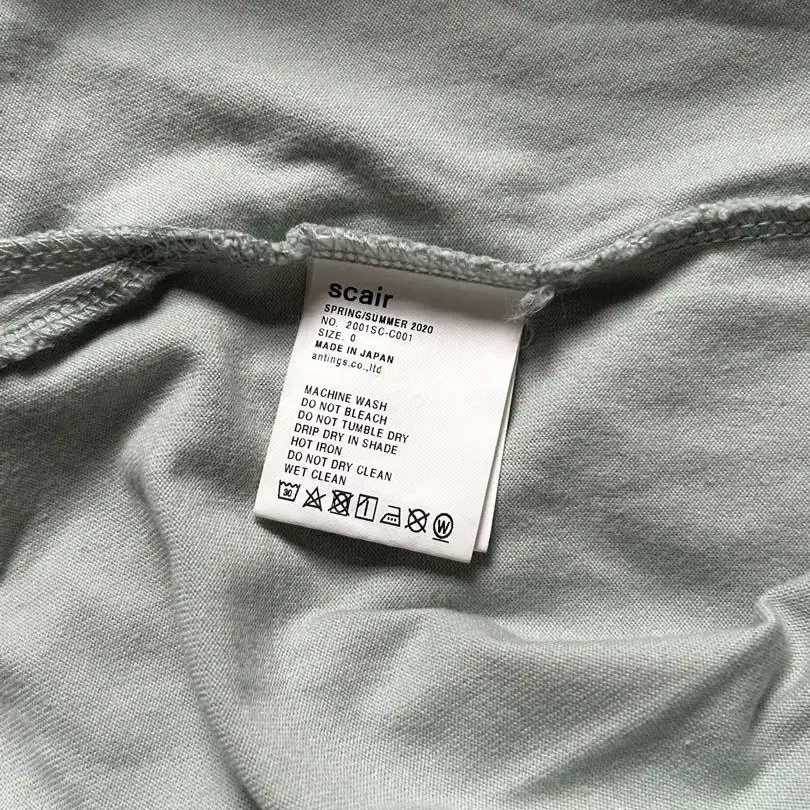 scair
SPRING/SUMMER 2020
NO. 2001SC-C001
SIZE. 0
MADE IN JAPAN
antings.co.,ltd
MACHINE WASH
DO NOT BLEACH
DO NOT TUMBLE DRY
DRIP DRY IN SHADE
HOT IRON
DO NOT DRY CLEAN
WET CLEAN
30 W